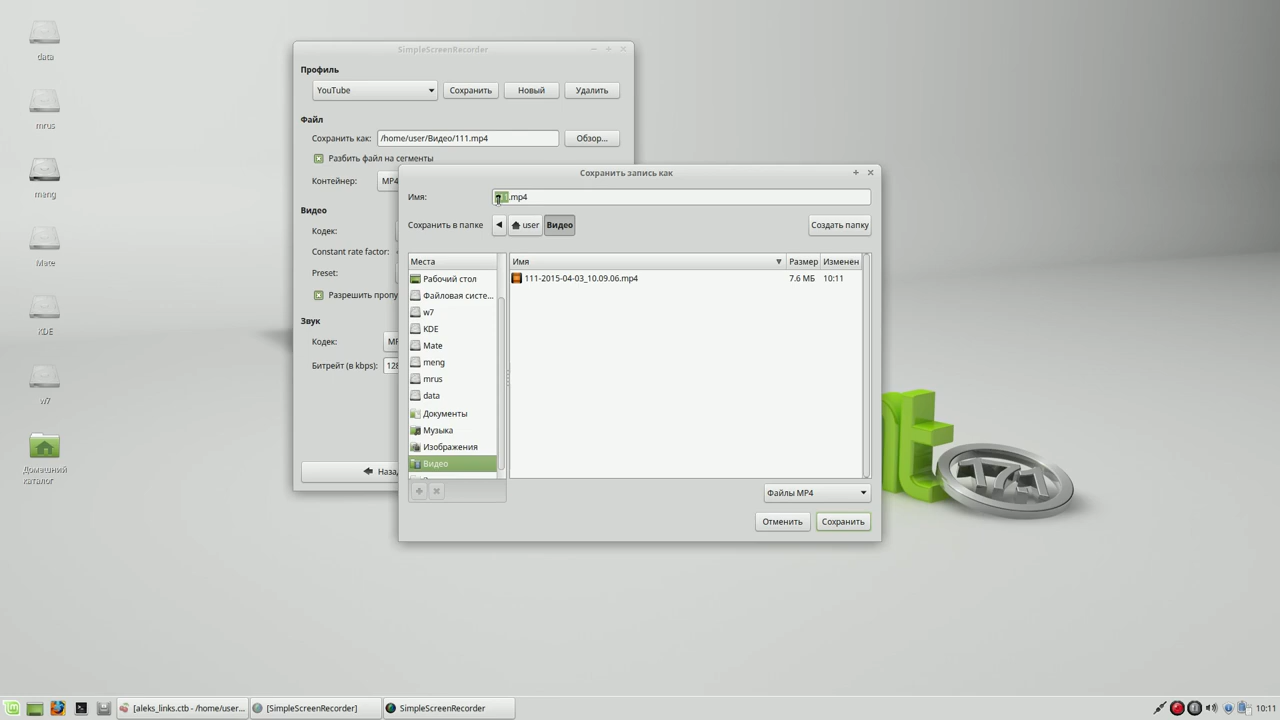 data
mrus
meng
Mate
KDE
w7
Домашний
каталог
SimpleScreenRecorder
Профиль
YouTube
Сохранить
Новый
Удалить
Файл
Сохранить как:
/home/user/Видео/111.mp4
Обзор...
Разбить файл на сегменты
Контейнер:
MP4
Видео
Кодек:
Constant rate factor:
Preset:
Разрешить пропу
Звук
Кодек:
Битрейт (в kbps):
128
Наза
Сохранить запись как
Имя:
.mp4
Сохранить в папке
user
Видео
Создать папку
Места
Рабочий стол
Файловая систе...
w7
KDE
Mate
meng
mrus
data
Документы
Музыка
Изображения
Видео
Имя
Размер
Изменён
111-2015-04-03_10.09.06.mp4
7.6 МБ
10:11
Файлы MP4
Отменить
Сохранить
17.1
[aleks_links.ctb - /home/user...
[SimpleScreenRecorder]
SimpleScreenRecorder
10:11